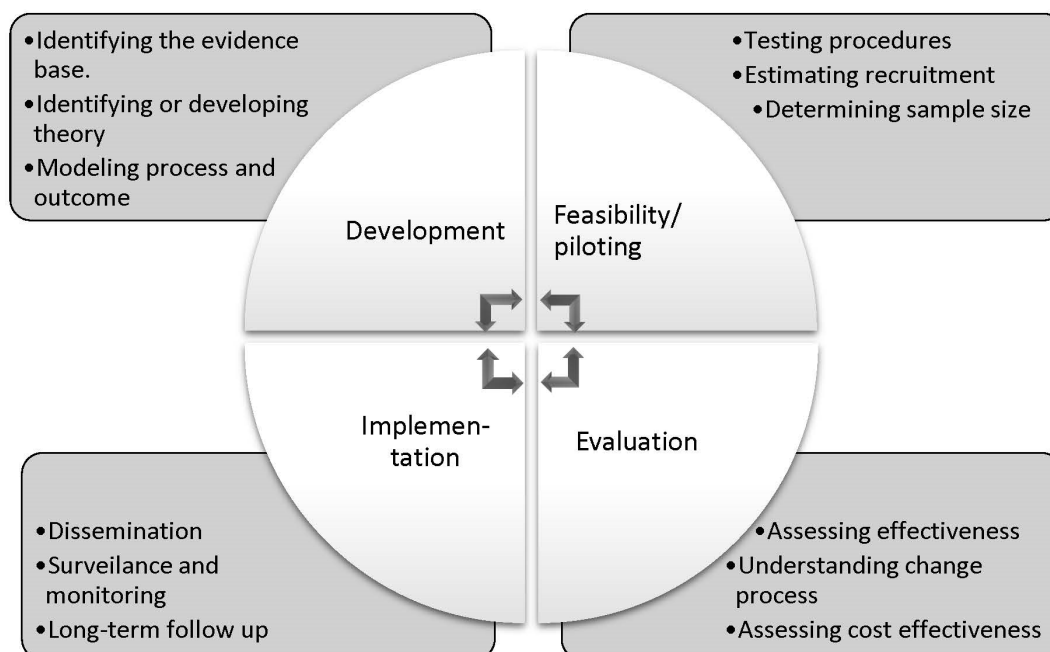 •Identifying the evidence
base.
•Identifying or developing
theory
•Modeling process and
outcome
•Testing procedures
•Estimating recruitment
•Determining sample size
Development
Feasibility/
piloting
Implemen-
tation
Evaluation
•Dissemination
•Surveilance and
monitoring
•Long-term follow up
•Assessing effectiveness
•Understanding change
process
•Assessing cost effectiveness